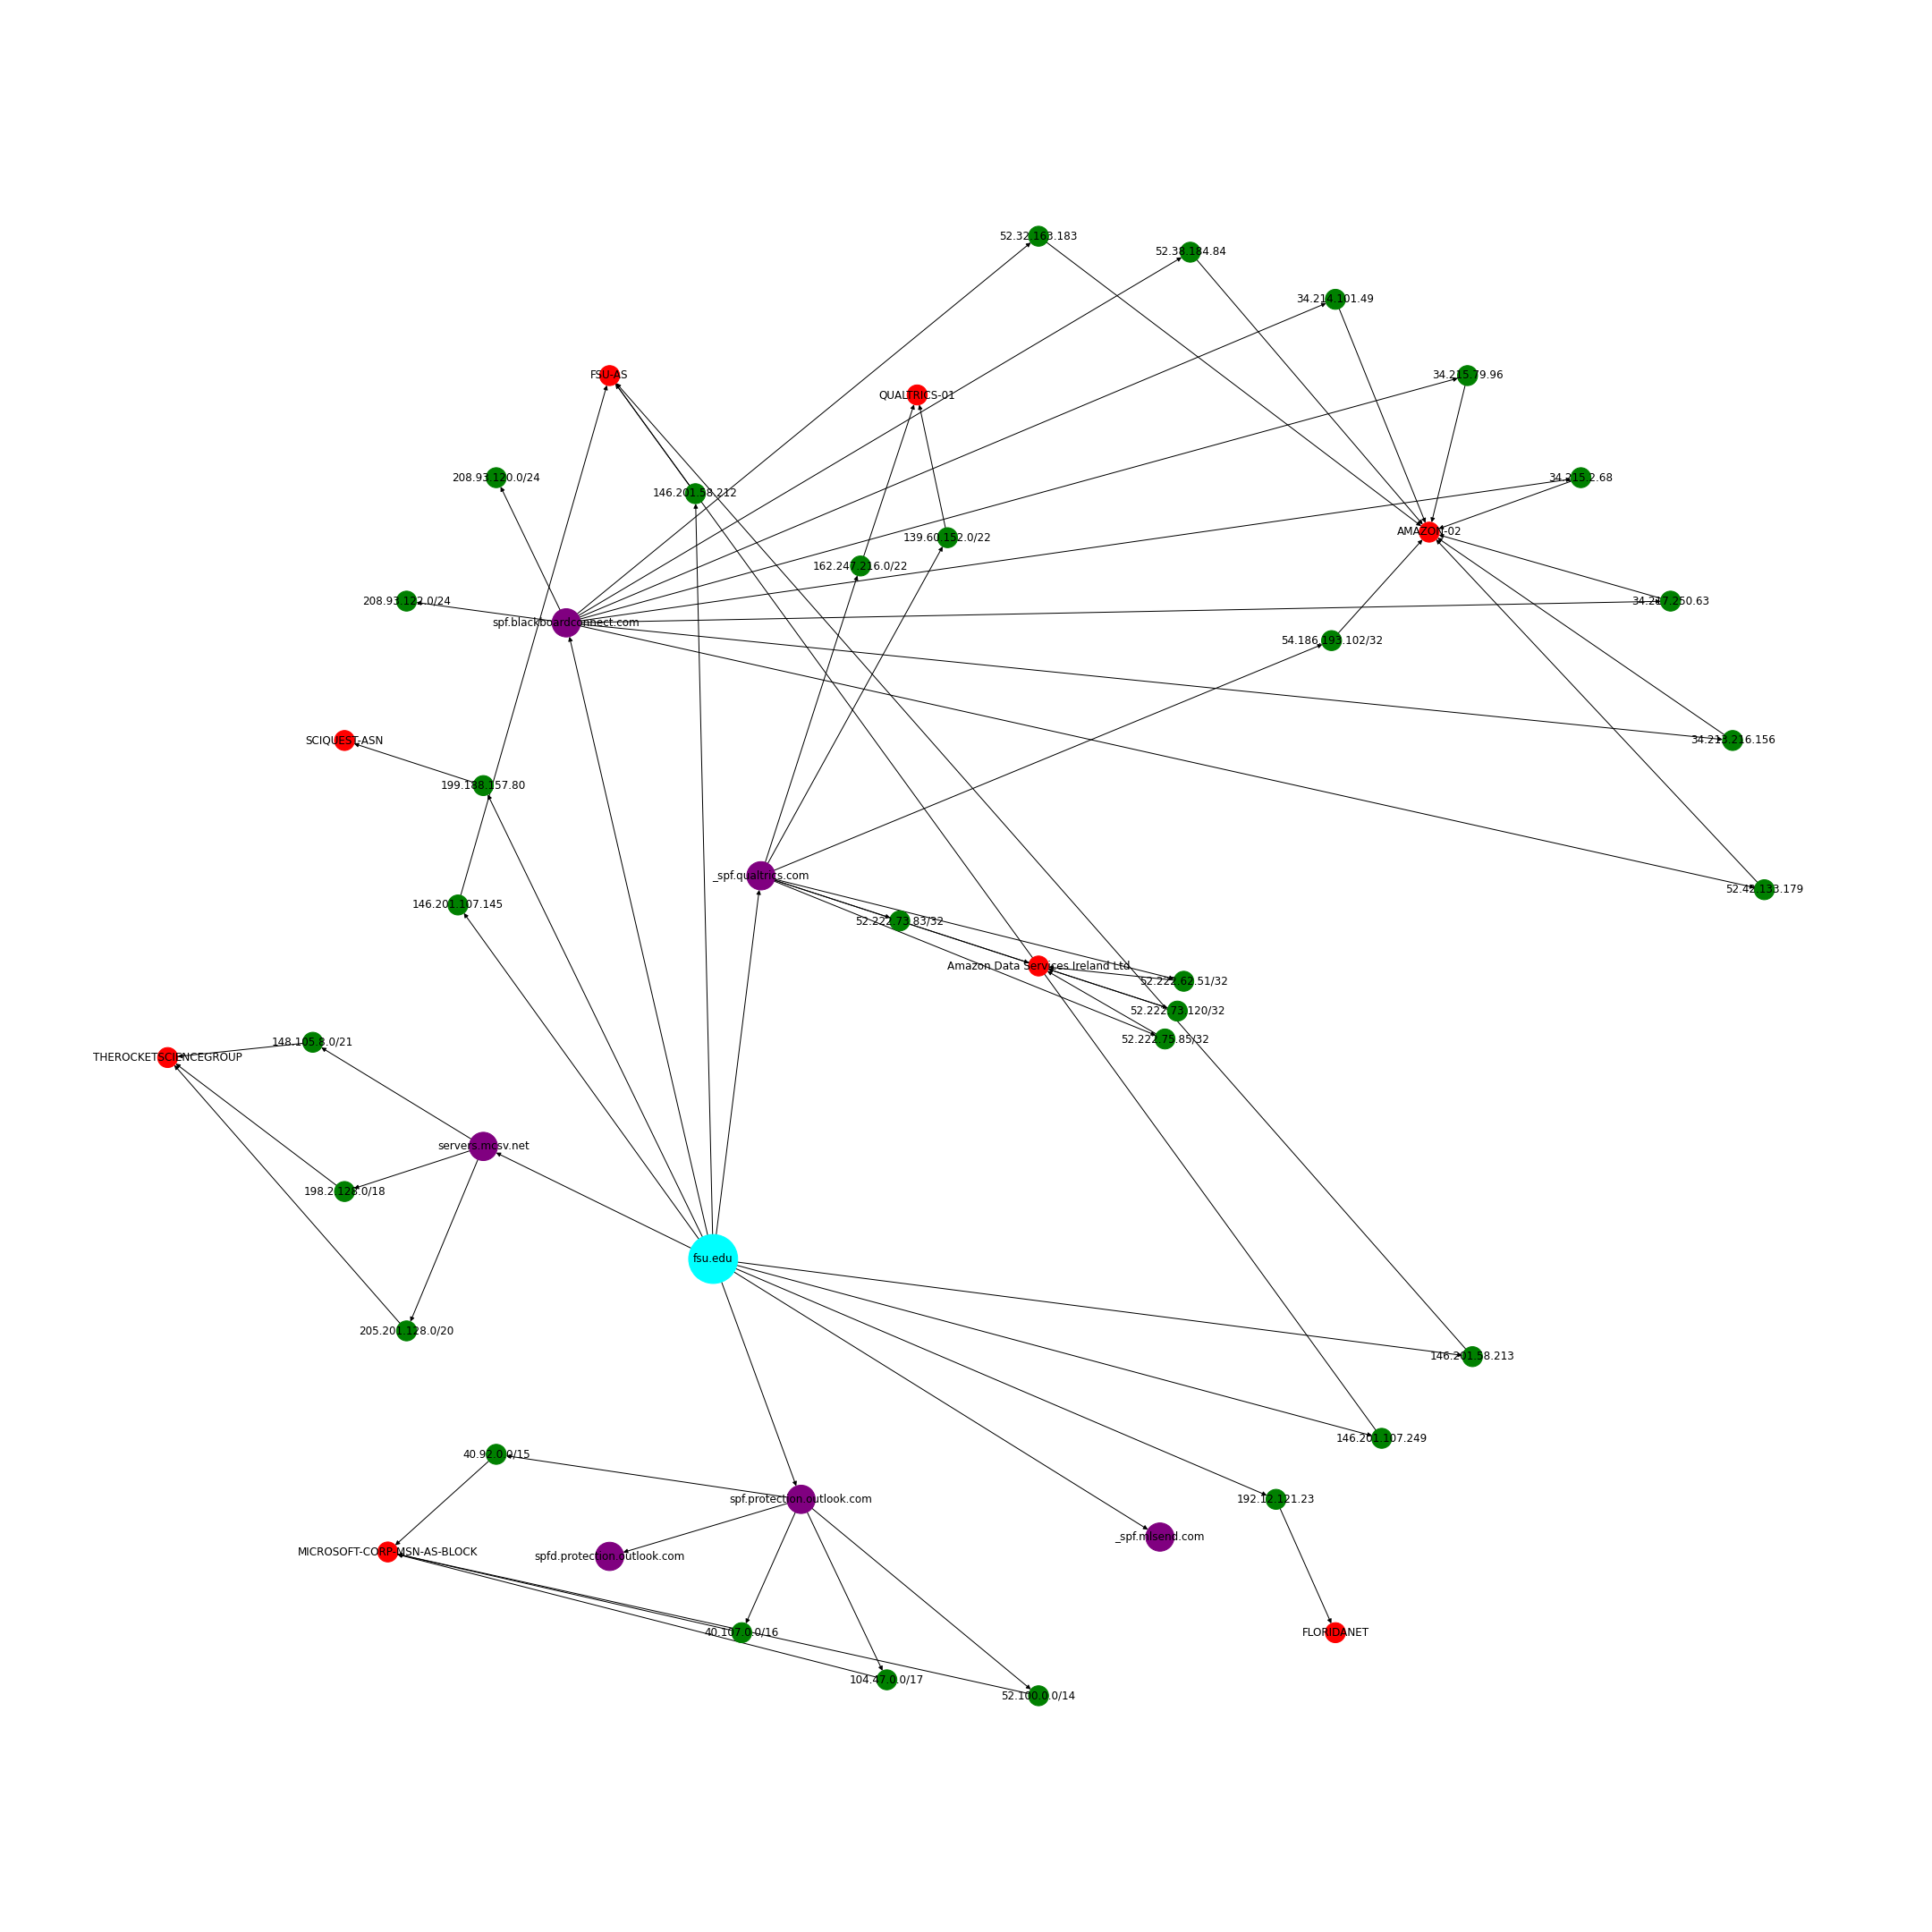 52.32.163.183
52.38.184.84
34.214.101.49
FSU-AS
34.215.79.96
QUALTRICS-01
208.93.120.0/24
34.215.2.68
146.201.58.212
AMAZON-02
139.60.152.0/22
162.247.216.0/22
208.93.122.0/24
34.217.250.63
spf.blackboardconnect.com
54.186.193.102/32
SCIQUEST-ASN
34.213.216.156
199.188.157.80
_spf.qualtrics.com
52.42.133.179
146.201.107.145
52.222.73.83/32
Amazon Data Services Ireland Ltd
52.222.62.51/32
52.222.73.120/32
52.222.75.85/32
148.105.8.0/21
THEROCKETSCIENCEGROUP
servers.mcsv.net
198.2.128.0/18
fsu.edu
205.201.128.0/20
146.201.58.213
146.201.107.249
40.92.0.0/15
spf.protection.outlook.com
192.12.121.23
_spf.mlsend.com
MICROSOFT-CORP-MSN-AS-BLOCK
spfd.protection.outlook.com
40.107.0.0/16
FLORIDANET
104.47.0.0/17
52.100.0.0/14